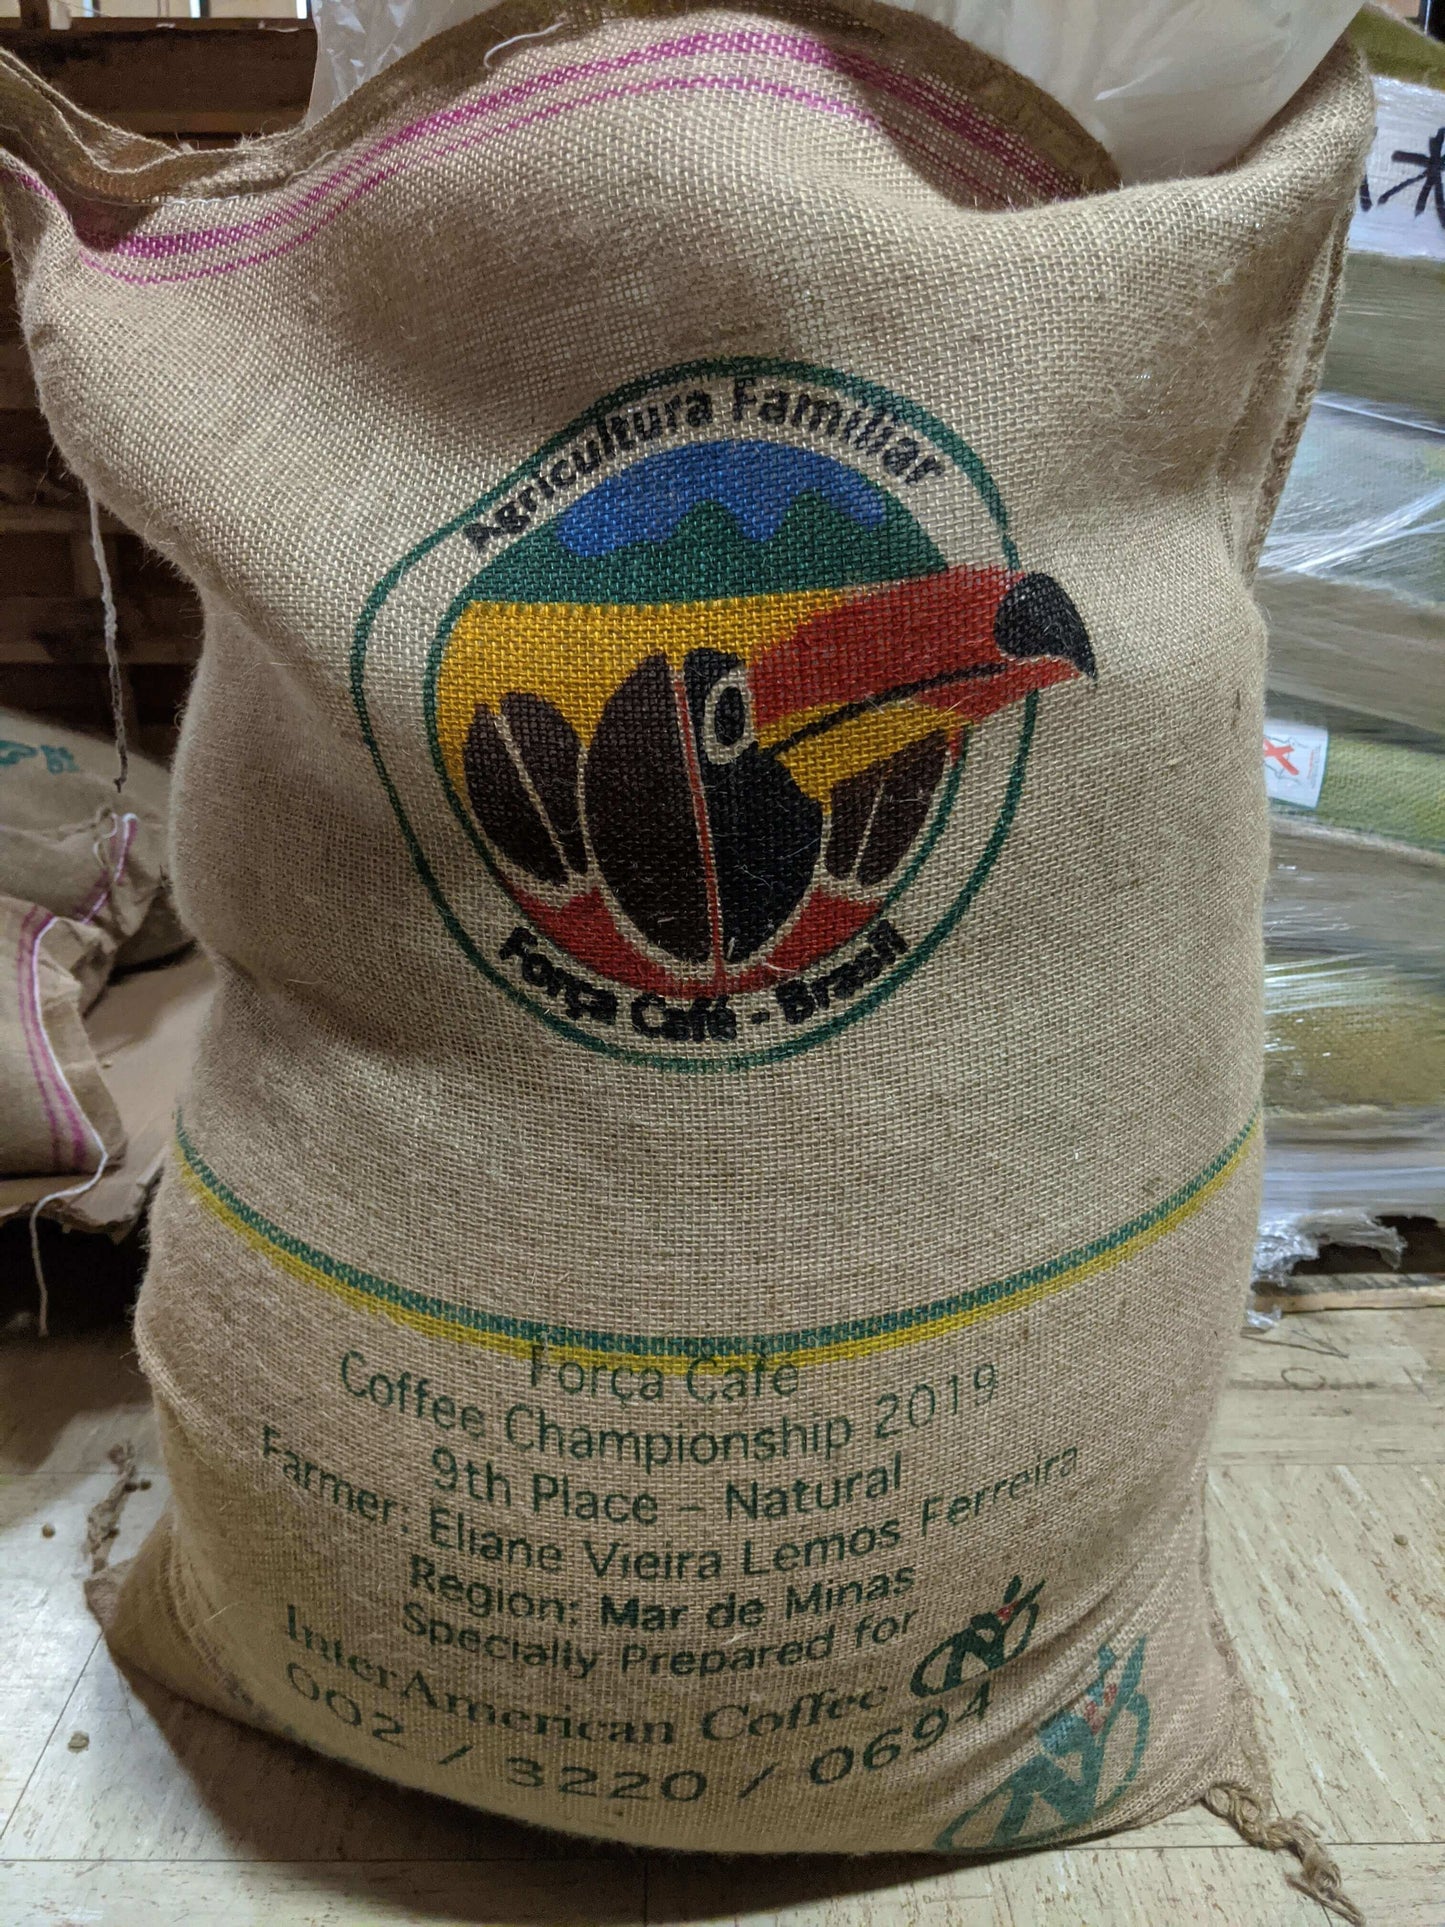 Agricultura Familiar
Força Café - Brasil
Força Café
Coffee Championship 2019
9th Place – Natural
Farmer: Eliane Vieira Lemos Ferreira
Region: Mar de Minas
Specially Prepared for
InterAmerican Coffee
002 / 3220 / 0694